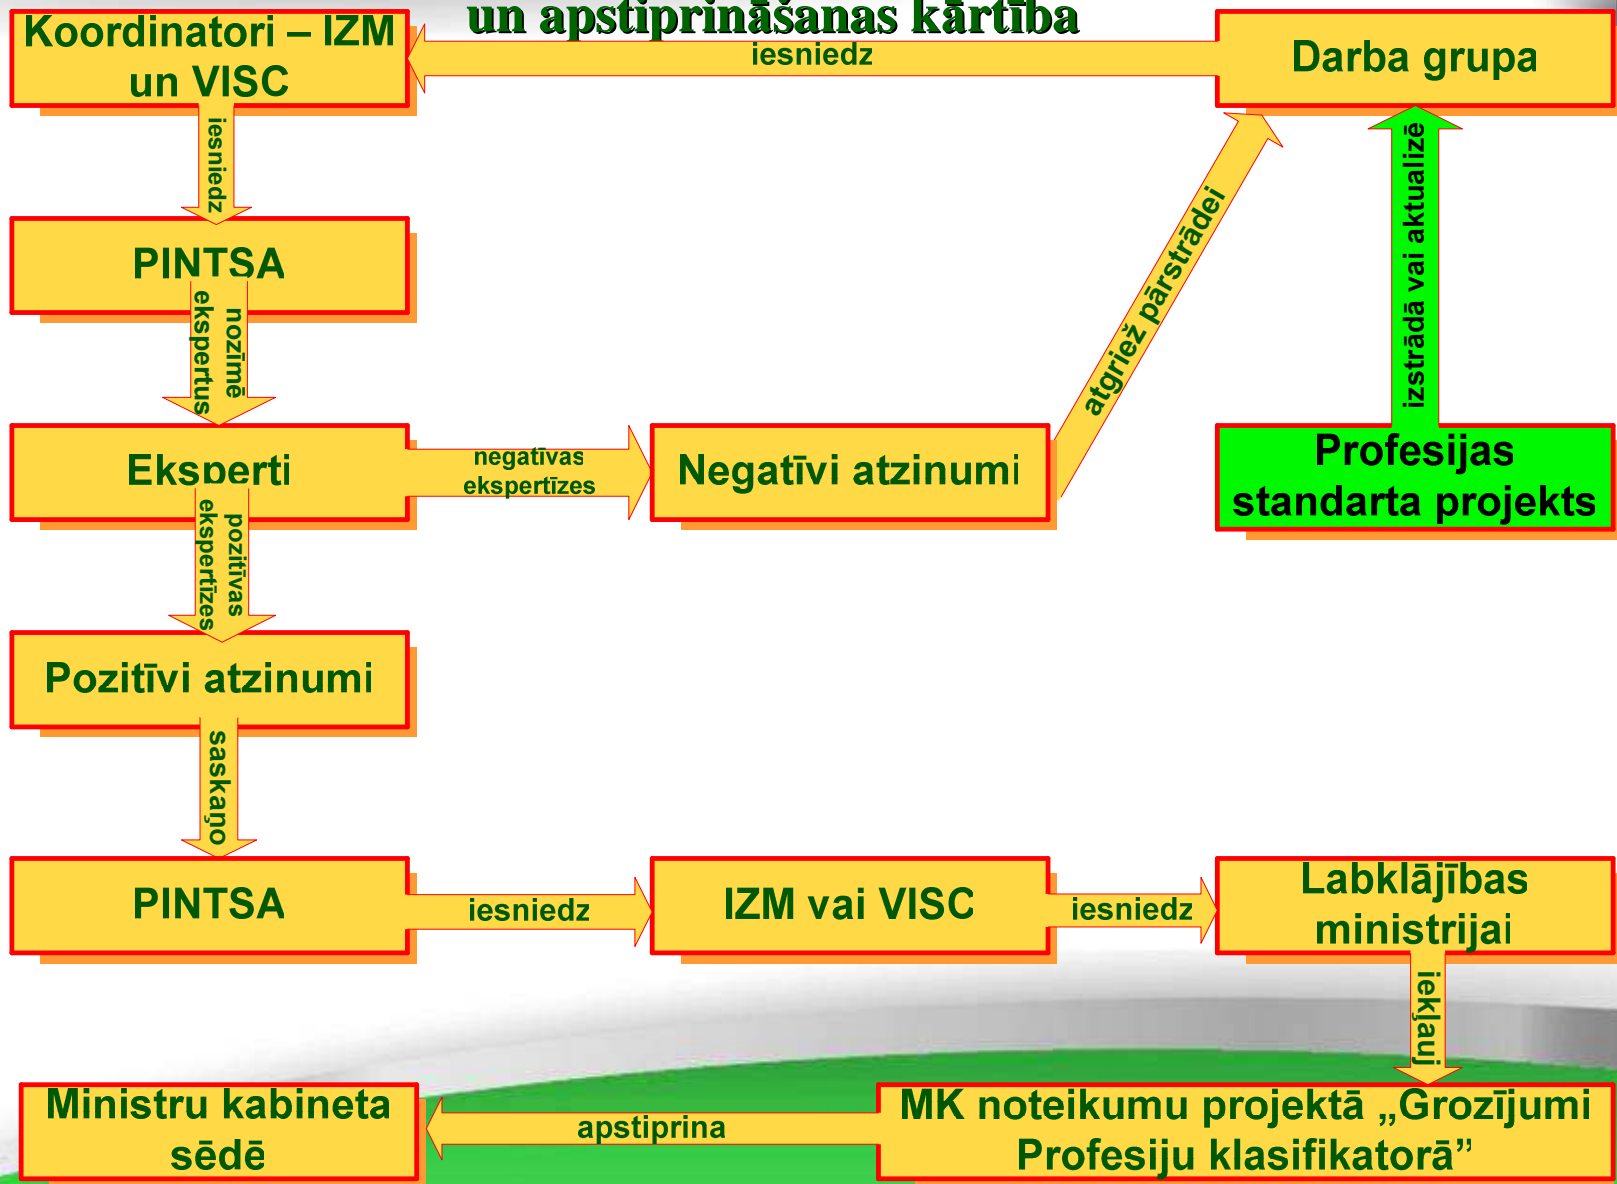 un apstiprināšanas kārtība
Koordinatori – IZM
un VISC
iesniedz
Darba grupa
iesniedz
izstrādā vai aktualizē
atgriež pārstrādei
PINTSA
nozīmē
ekspertus
Eksperti
negatīvas
ekspertīzes
Negatīvi atzinumi
Profesijas
standarta projekts
pozitīvas
ekspertīzes
Pozitīvi atzinumi
saskaņo
PINTSA
iesniedz
IZM vai VISC
iesniedz
Labklājības
ministrijai
iekļauj
Ministru kabineta
sēdē
apstiprina
MK noteikumu projektā „Grozījumi
Profesiju klasifikatorā”